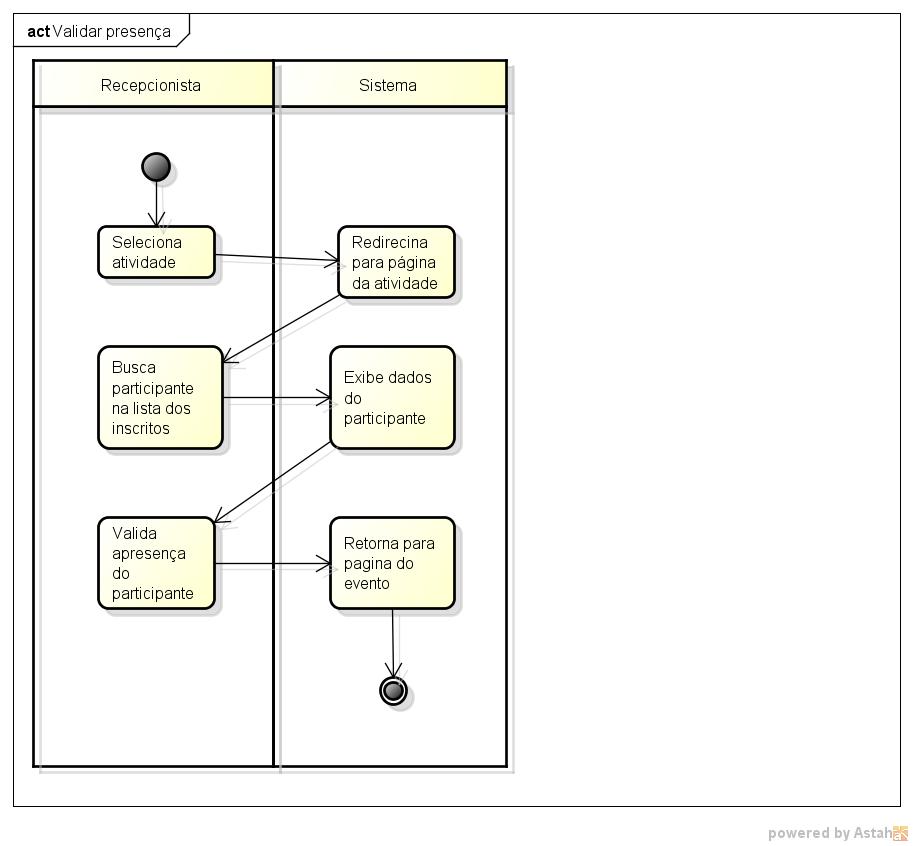 act Validar presença
Recepcionista
Sistema
Seleciona
atividade
Redirecina
para página
da atividade
Busca
participante
na lista dos
inscritos
Exibe dados
do
participante
Valida
apresença
do
participante
Retorna para
pagina do
evento
powered by Astah